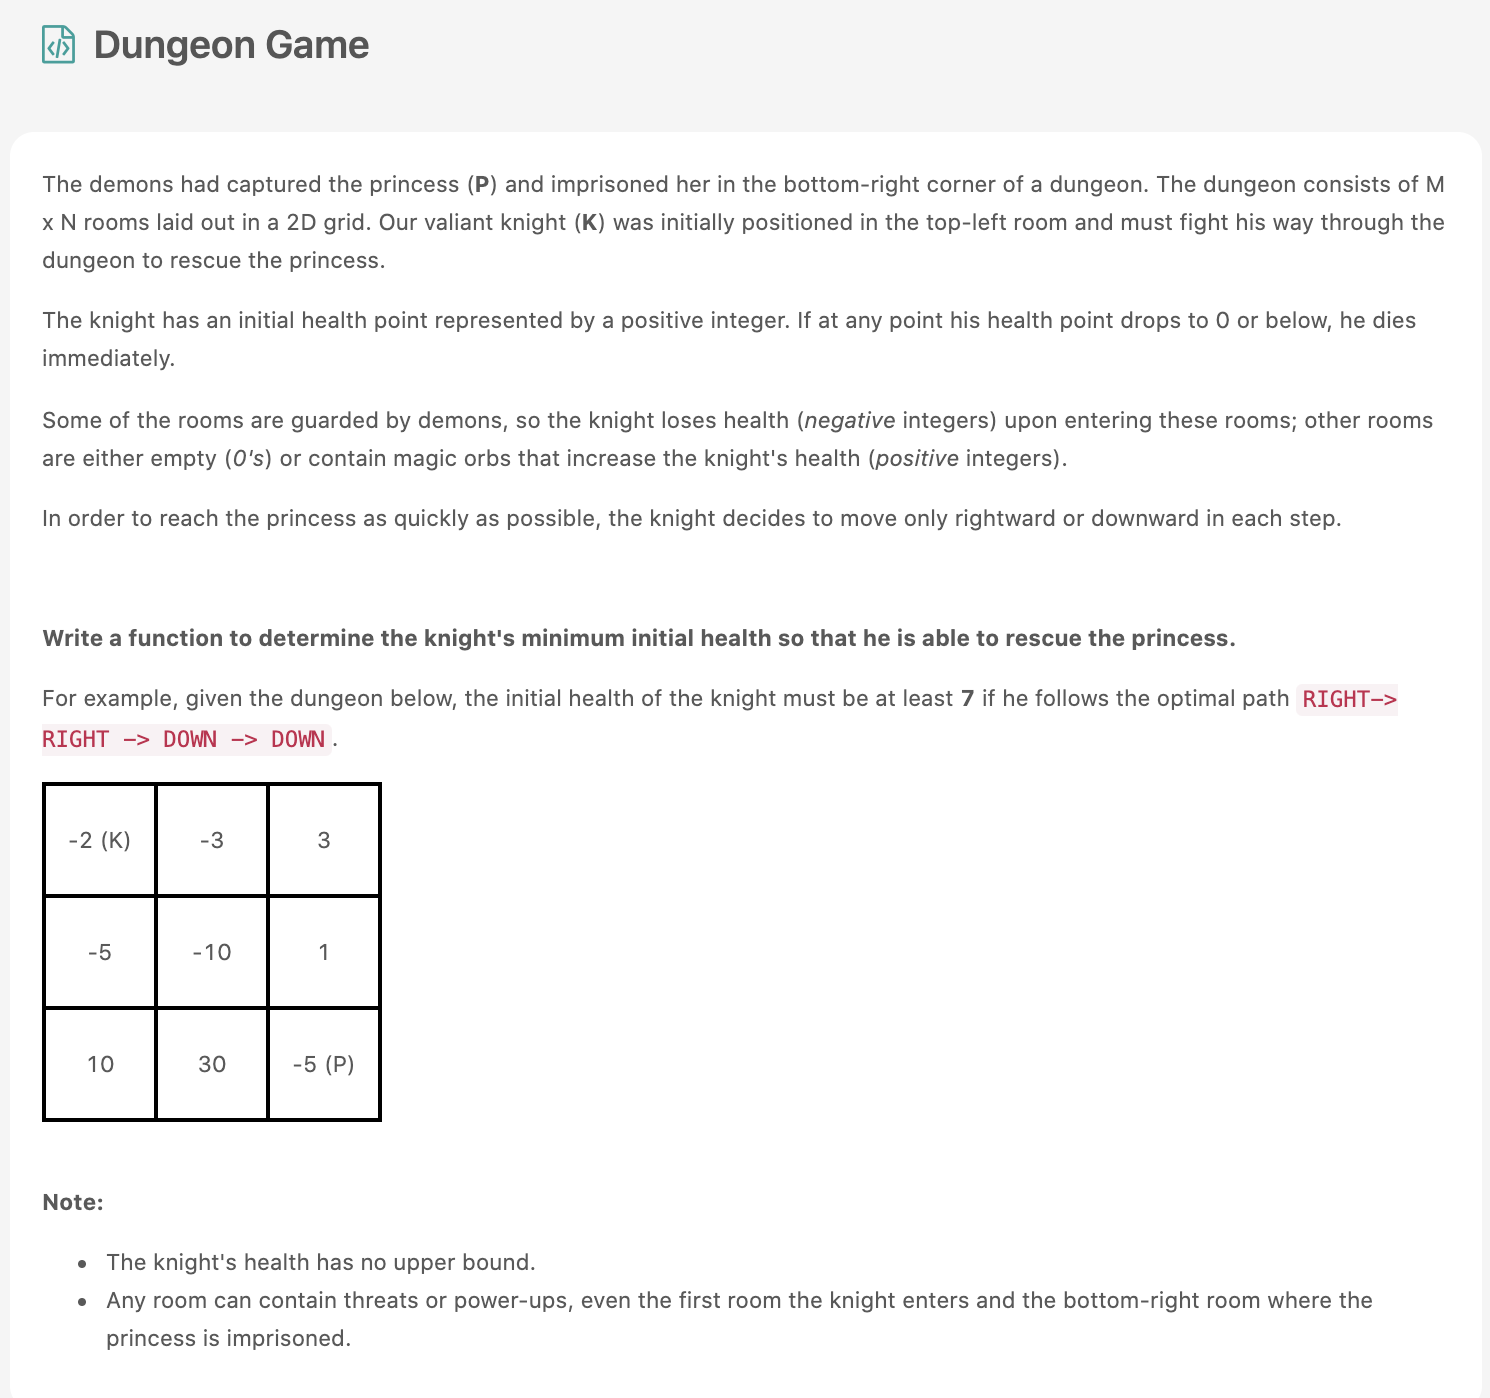 Dungeon Game
The demons had captured the princess (P) and imprisoned her in the bottom-right corner of a dungeon. The dungeon consists of M
x N rooms laid out in a 2D grid. Our valiant knight (K) was initially positioned in the top-left room and must fight his way through the
dungeon to rescue the princess.
The knight has an initial health point represented by a positive integer. If at any point his health point drops to 0 or below, he dies
immediately.
Some of the rooms are guarded by demons, so the knight loses health (negative integers) upon entering these rooms; other rooms
are either empty (0's) or contain magic orbs that increase the knight's health (positive integers).
In order to reach the princess as quickly as possible, the knight decides to move only rightward or downward in each step.
Write a function to determine the knight's minimum initial health so that he is able to rescue the princess.
For example, given the dungeon below, the initial health of the knight must be at least 7 if he follows the optimal path RIGHT->
RIGHT -> DOWN -> DOWN.
-2 (K) -3 3
-5 -10 1
10 30 -5 (P)
Note:
• The knight's health has no upper bound.
• Any room can contain threats or power-ups, even the first room the knight enters and the bottom-right room where the
princess is imprisoned.